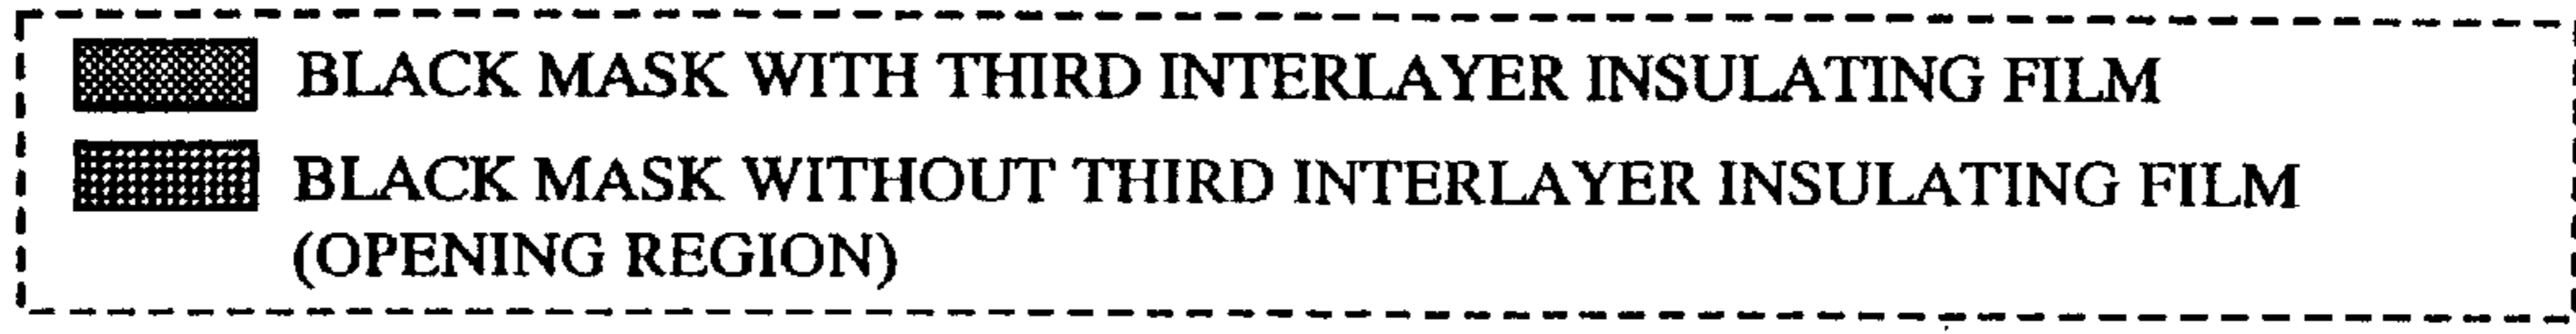 BLACK MASK WITH THIRD INTERLAYER INSULATING FILM
BLACK MASK WITHOUT THIRD INTERLAYER INSULATING FILM
(OPENING REGION)